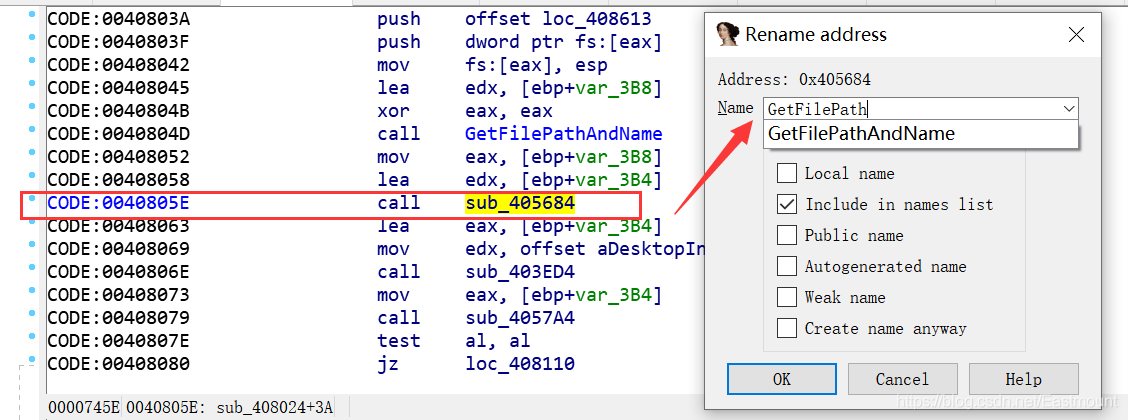 CODE:0040803A push offset loc_408613
CODE:0040803F push dword ptr fs:[eax]
CODE:00408042 mov fs:[eax], esp
CODE:00408045 lea edx, [ebp+var_3B8]
CODE:0040804B xor eax, eax
CODE:0040804D call GetFilePathAndName
CODE:00408052 mov eax, [ebp+var_3B8]
CODE:00408058 lea edx, [ebp+var_3B4]
CODE:0040805E call sub_405684
CODE:00408063 lea eax, [ebp+var_3B4]
CODE:00408069 mov edx, offset aDesktopIn
CODE:0040806E call sub_403ED4
CODE:00408073 mov eax, [ebp+var_3B4]
CODE:00408079 call sub_4057A4
CODE:0040807E test al, al
CODE:00408080 jz loc_408110
0000745E 0040805E: sub_408024+3A
Rename address
Address: 0x405684
Name GetFilePath
GetFilePathAndName
Local name
Include in names list
Public name
Autogenerated name
Weak name
Create name anyway
OK Cancel Help
https://blog.csdn.net/Eastmount